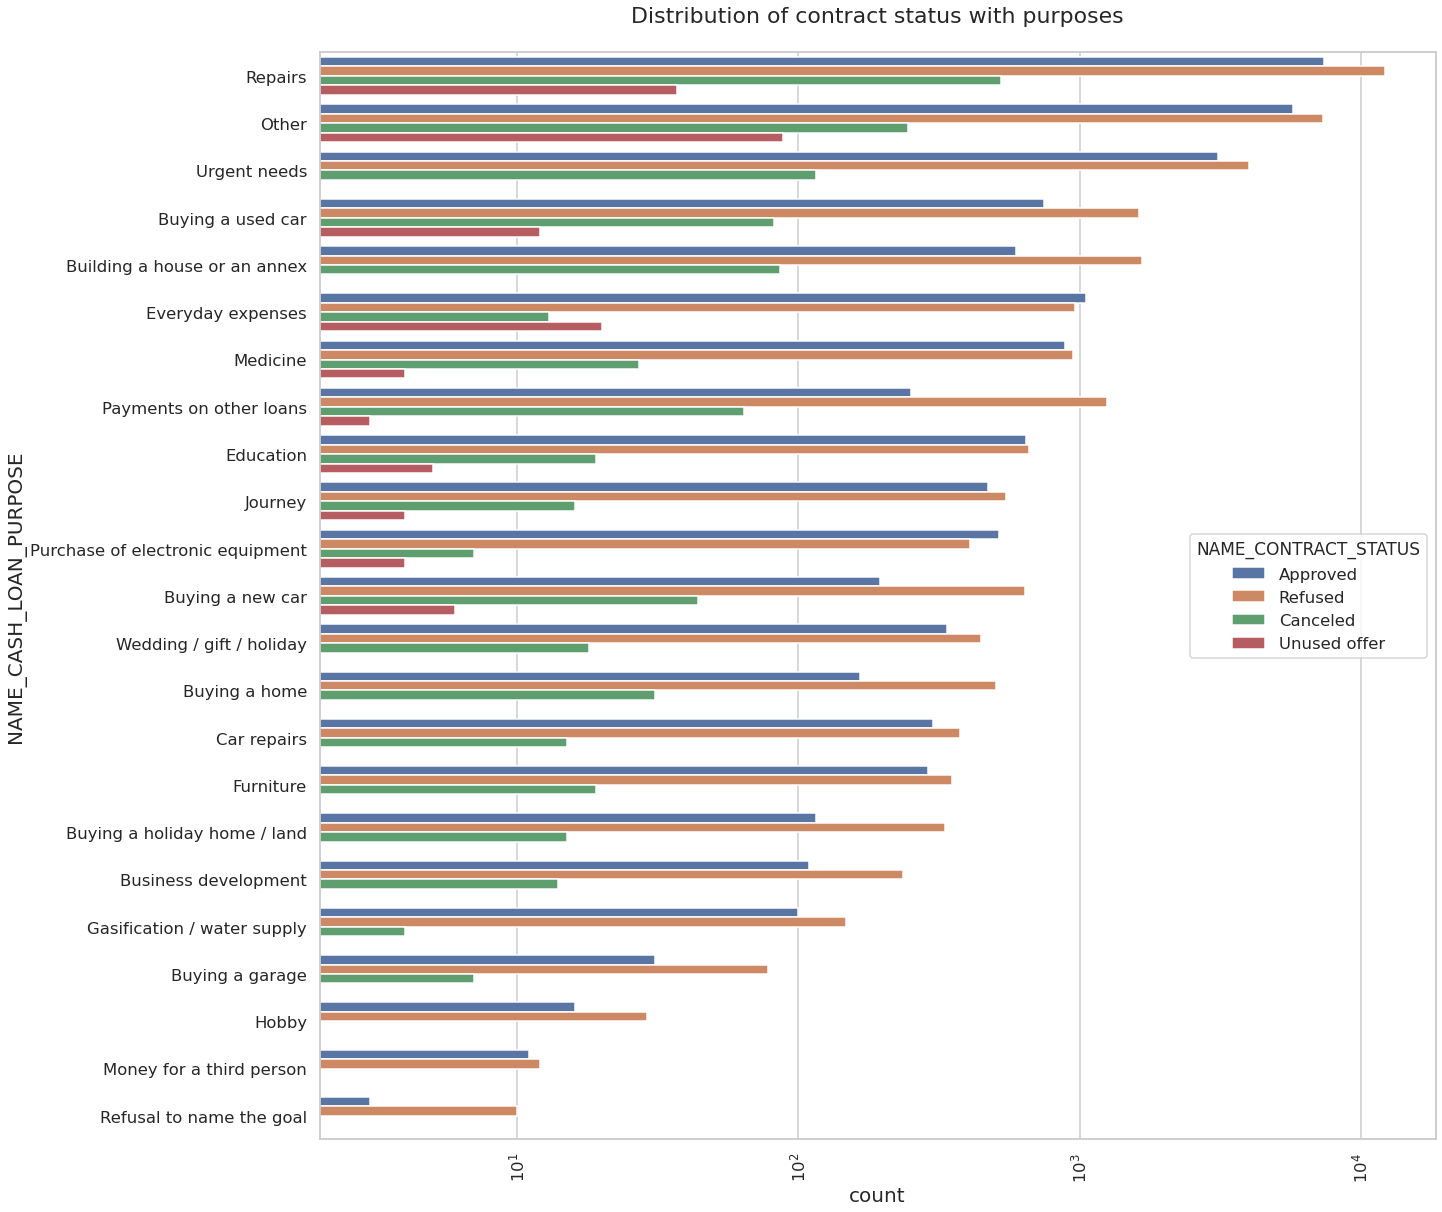 Distribution of contract status with purposes
NAME_CASH_LOAN_PURPOSE
Repairs
Other
Urgent needs
Buying a used car
Building a house or an annex
Everyday expenses
Medicine
Payments on other loans
Education
Journey
Purchase of electronic equipment
Buying a new car
Wedding / gift / holiday
Buying a home
Car repairs
Furniture
Buying a holiday home / land
Business development
Gasification / water supply
Buying a garage
Hobby
Money for a third person
Refusal to name the goal
NAME_CONTRACT_STATUS
Approved
Refused
Canceled
Unused offer
10¹
10²
10³
10⁴
count